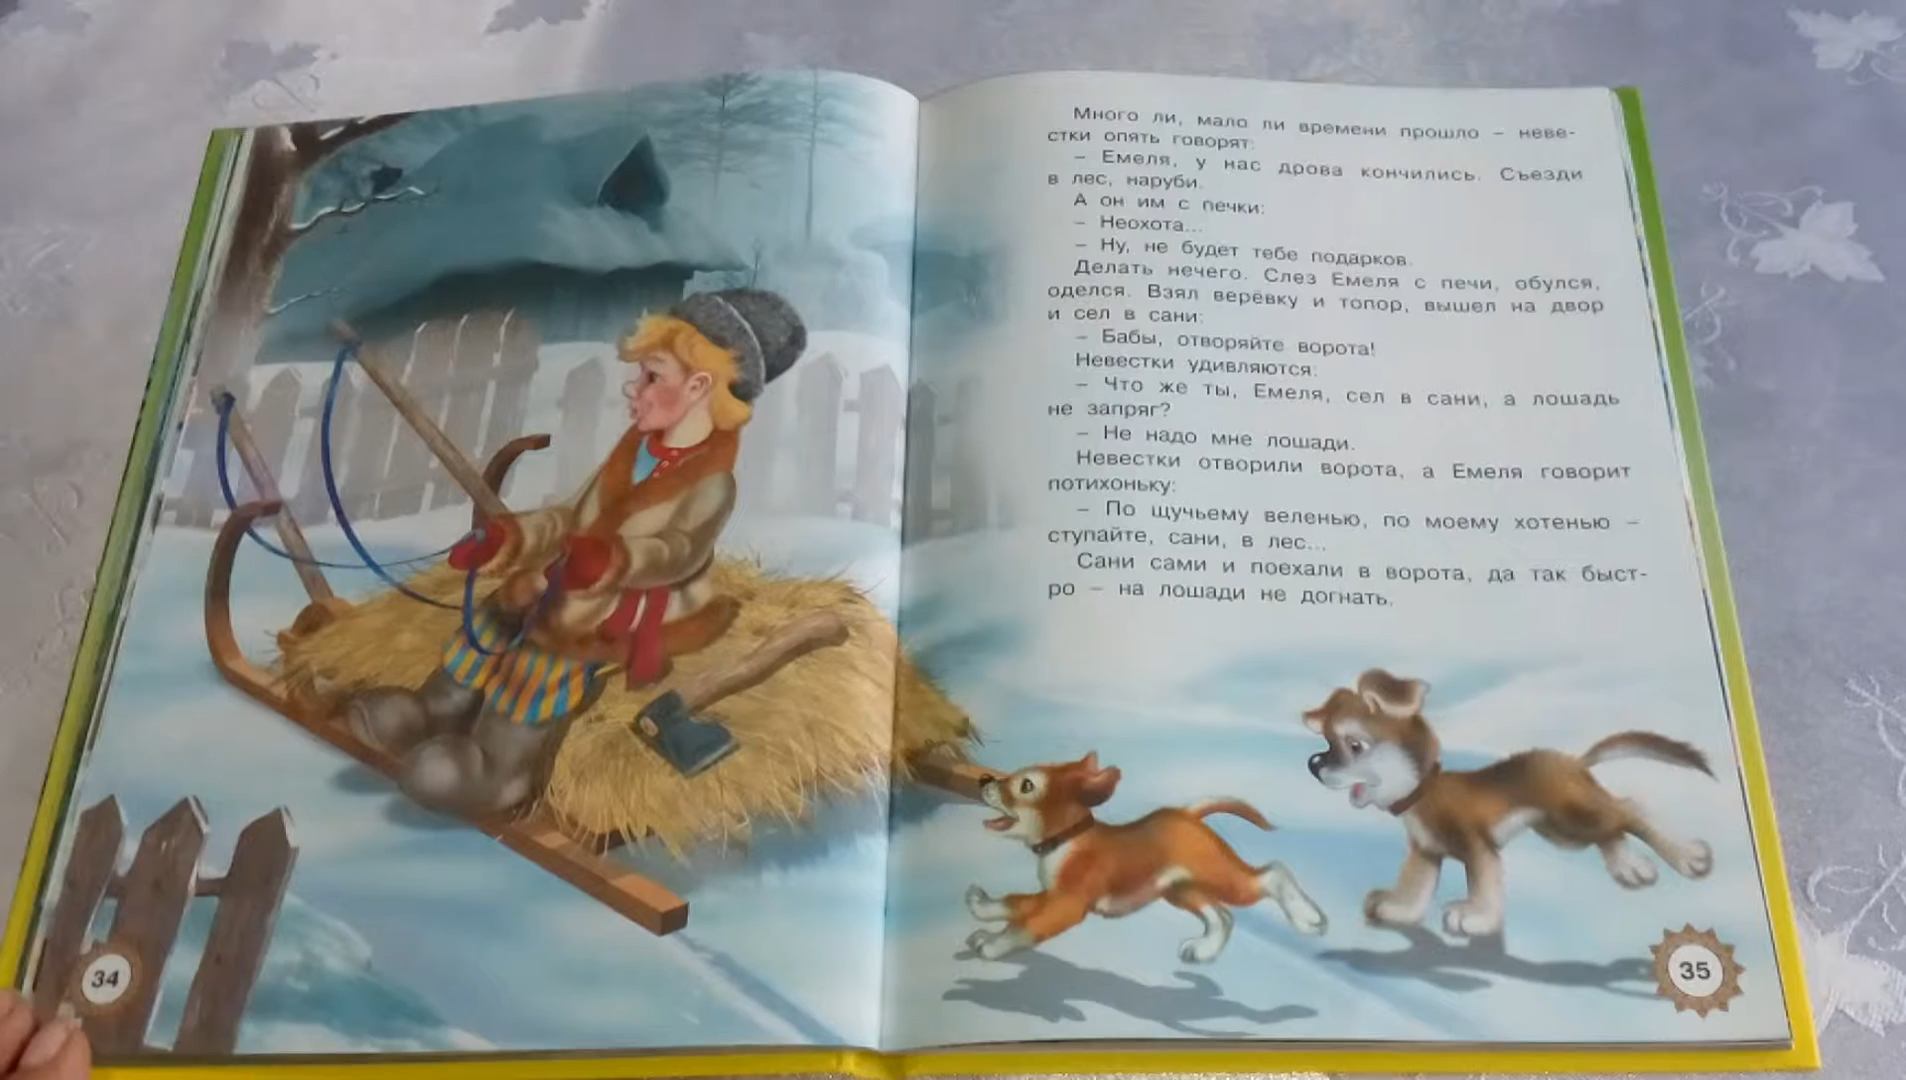 Много ли, мало ли времени прошло – неве-
стки опять говорят:
– Емеля, у нас дрова кончились. Съезди
в лес, наруби.
А он им с печки:
– Неохота...
– Ну, не будет тебе подарков.
Делать нечего. Слез Емеля с печи, обулся,
оделся. Взял верёвку и топор, вышел на двор
и сел в сани:
– Бабы, отворяйте ворота!
Невестки удивляются:
– Что же ты, Емеля, сел в сани, а лошадь
не запряг?
– Не надо мне лошади.
Невестки отворили ворота, а Емеля говорит
потихоньку:
– По щучьему веленью, по моему хотенью –
ступайте, сани, в лес...
Сани сами и поехали в ворота, да так быст-
ро – на лошади не догнать.
34
35